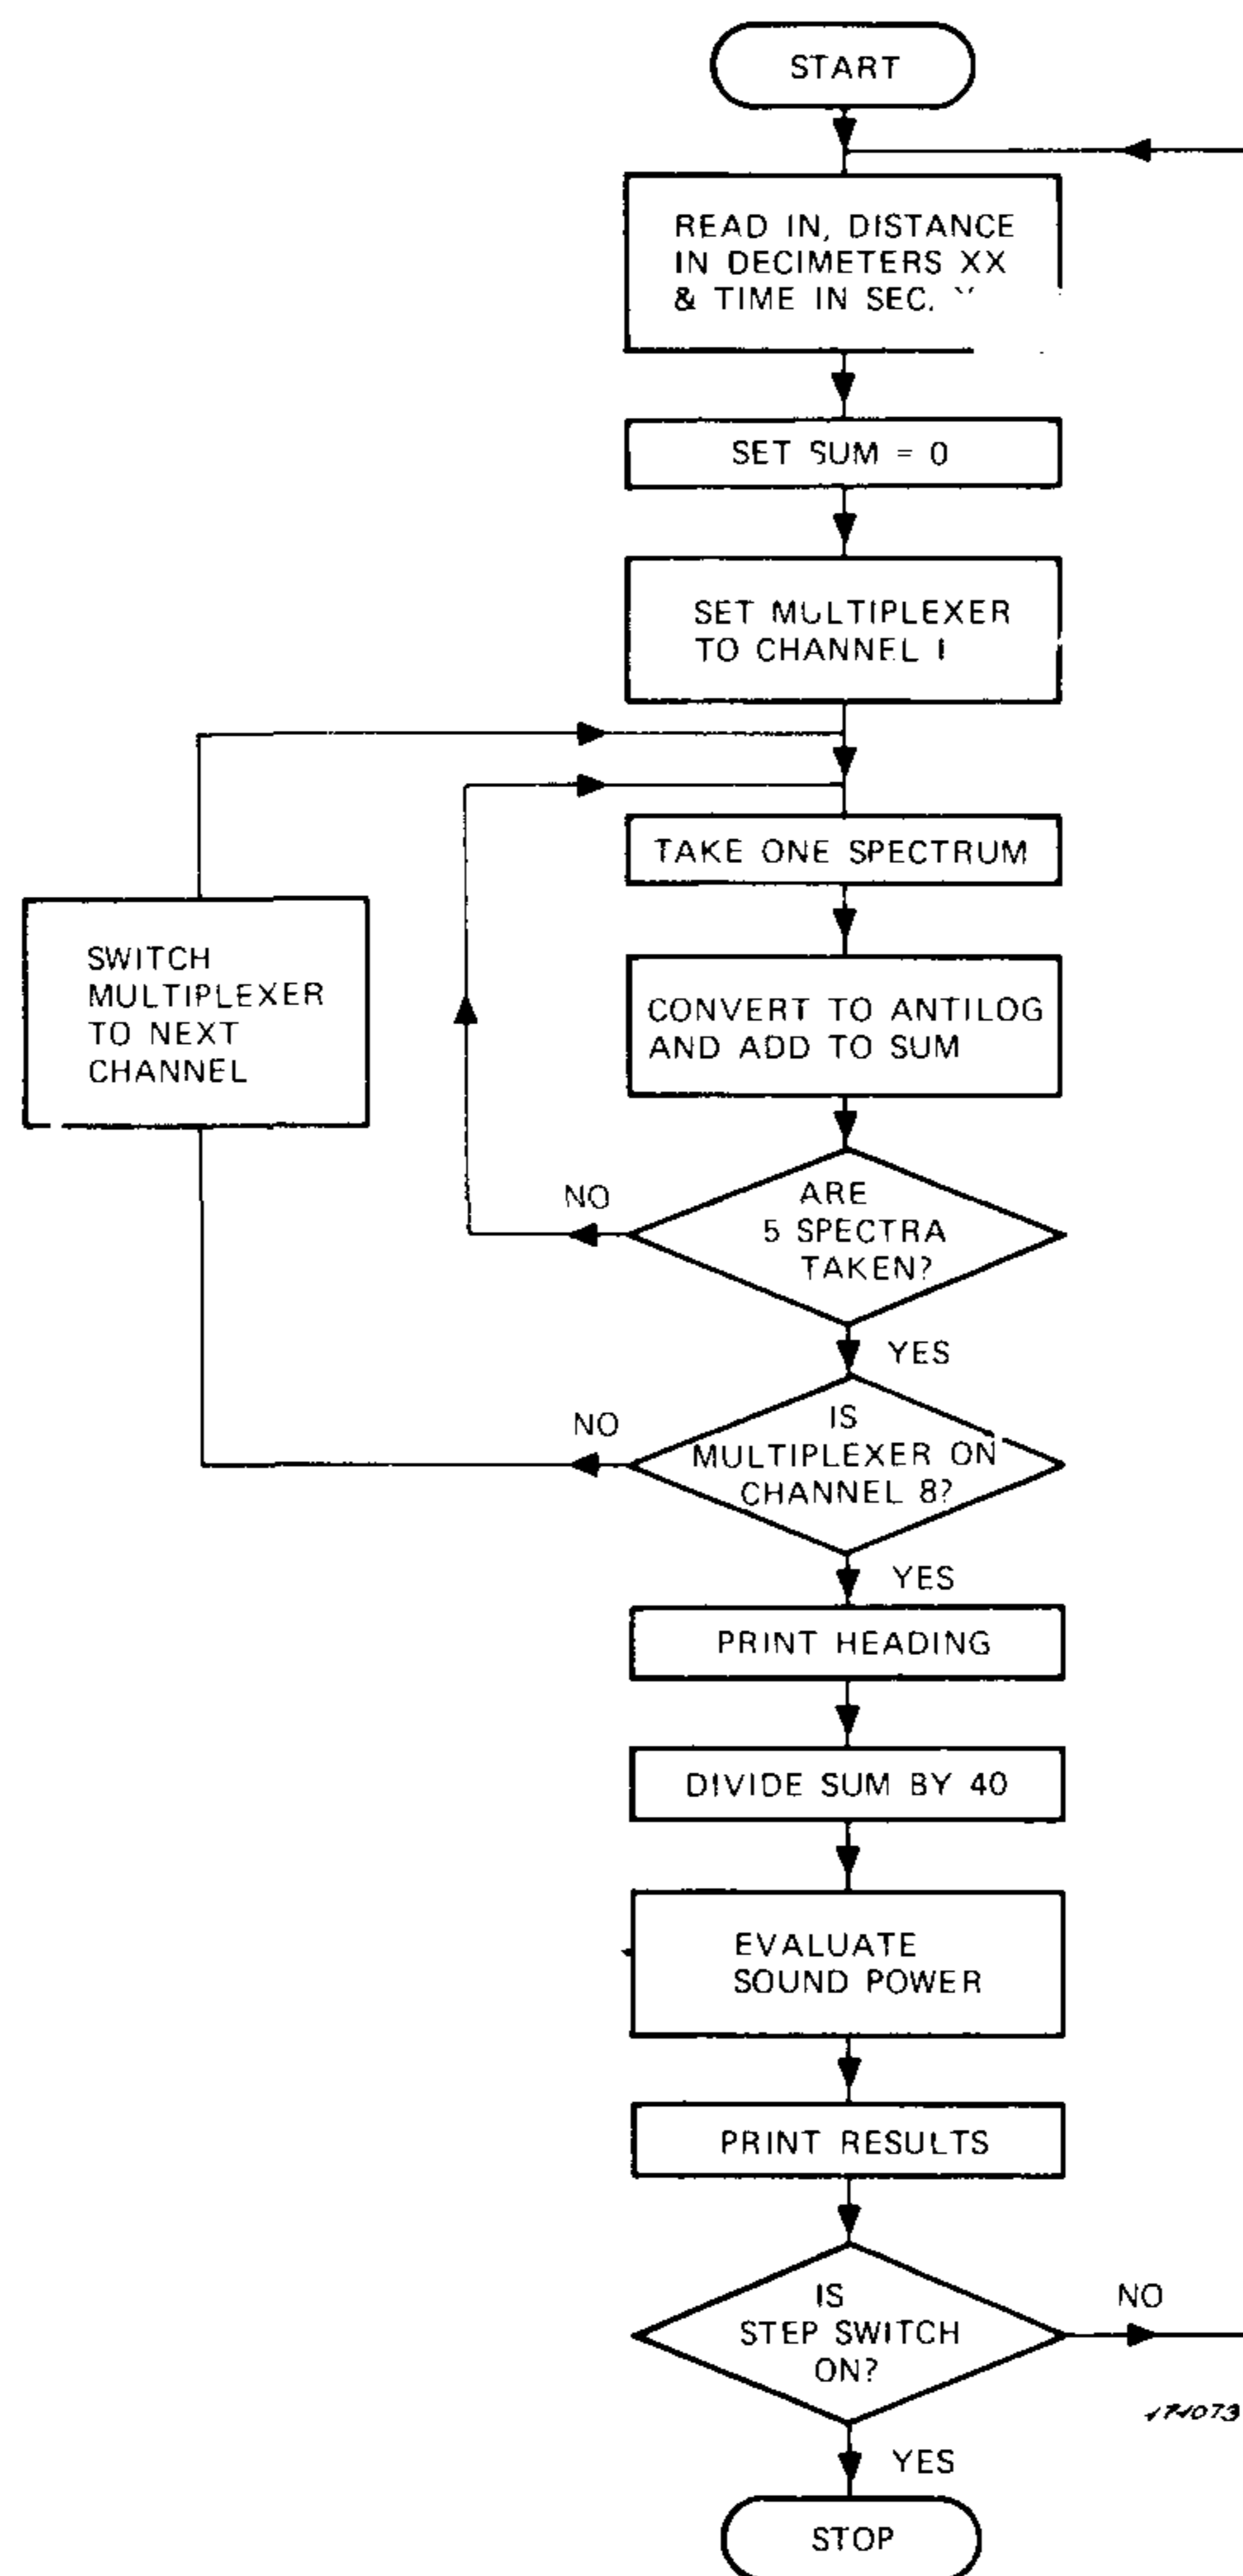 START
READ IN, DISTANCE
IN DECIMETERS XX
& TIME IN SEC.
SET SUM = 0
SET MULTIPLEXER
TO CHANNEL 1
TAKE ONE SPECTRUM
SWITCH
MULTIPLEXER
TO NEXT
CHANNEL
CONVERT TO ANTILOG
AND ADD TO SUM
NO
ARE
5 SPECTRA
TAKEN?
YES
NO
IS
MULTIPLEXER ON
CHANNEL 8?
YES
PRINT HEADING
DIVIDE SUM BY 40
EVALUATE
SOUND POWER
PRINT RESULTS
IS
STEP SWITCH
ON?
NO
YES
STOP